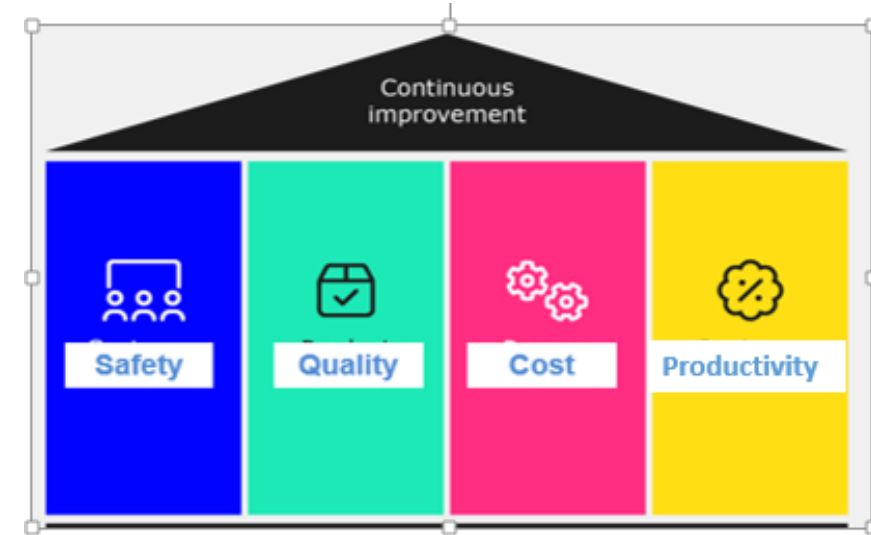 Continuous
improvement
Safety
Quality
Cost
Productivity